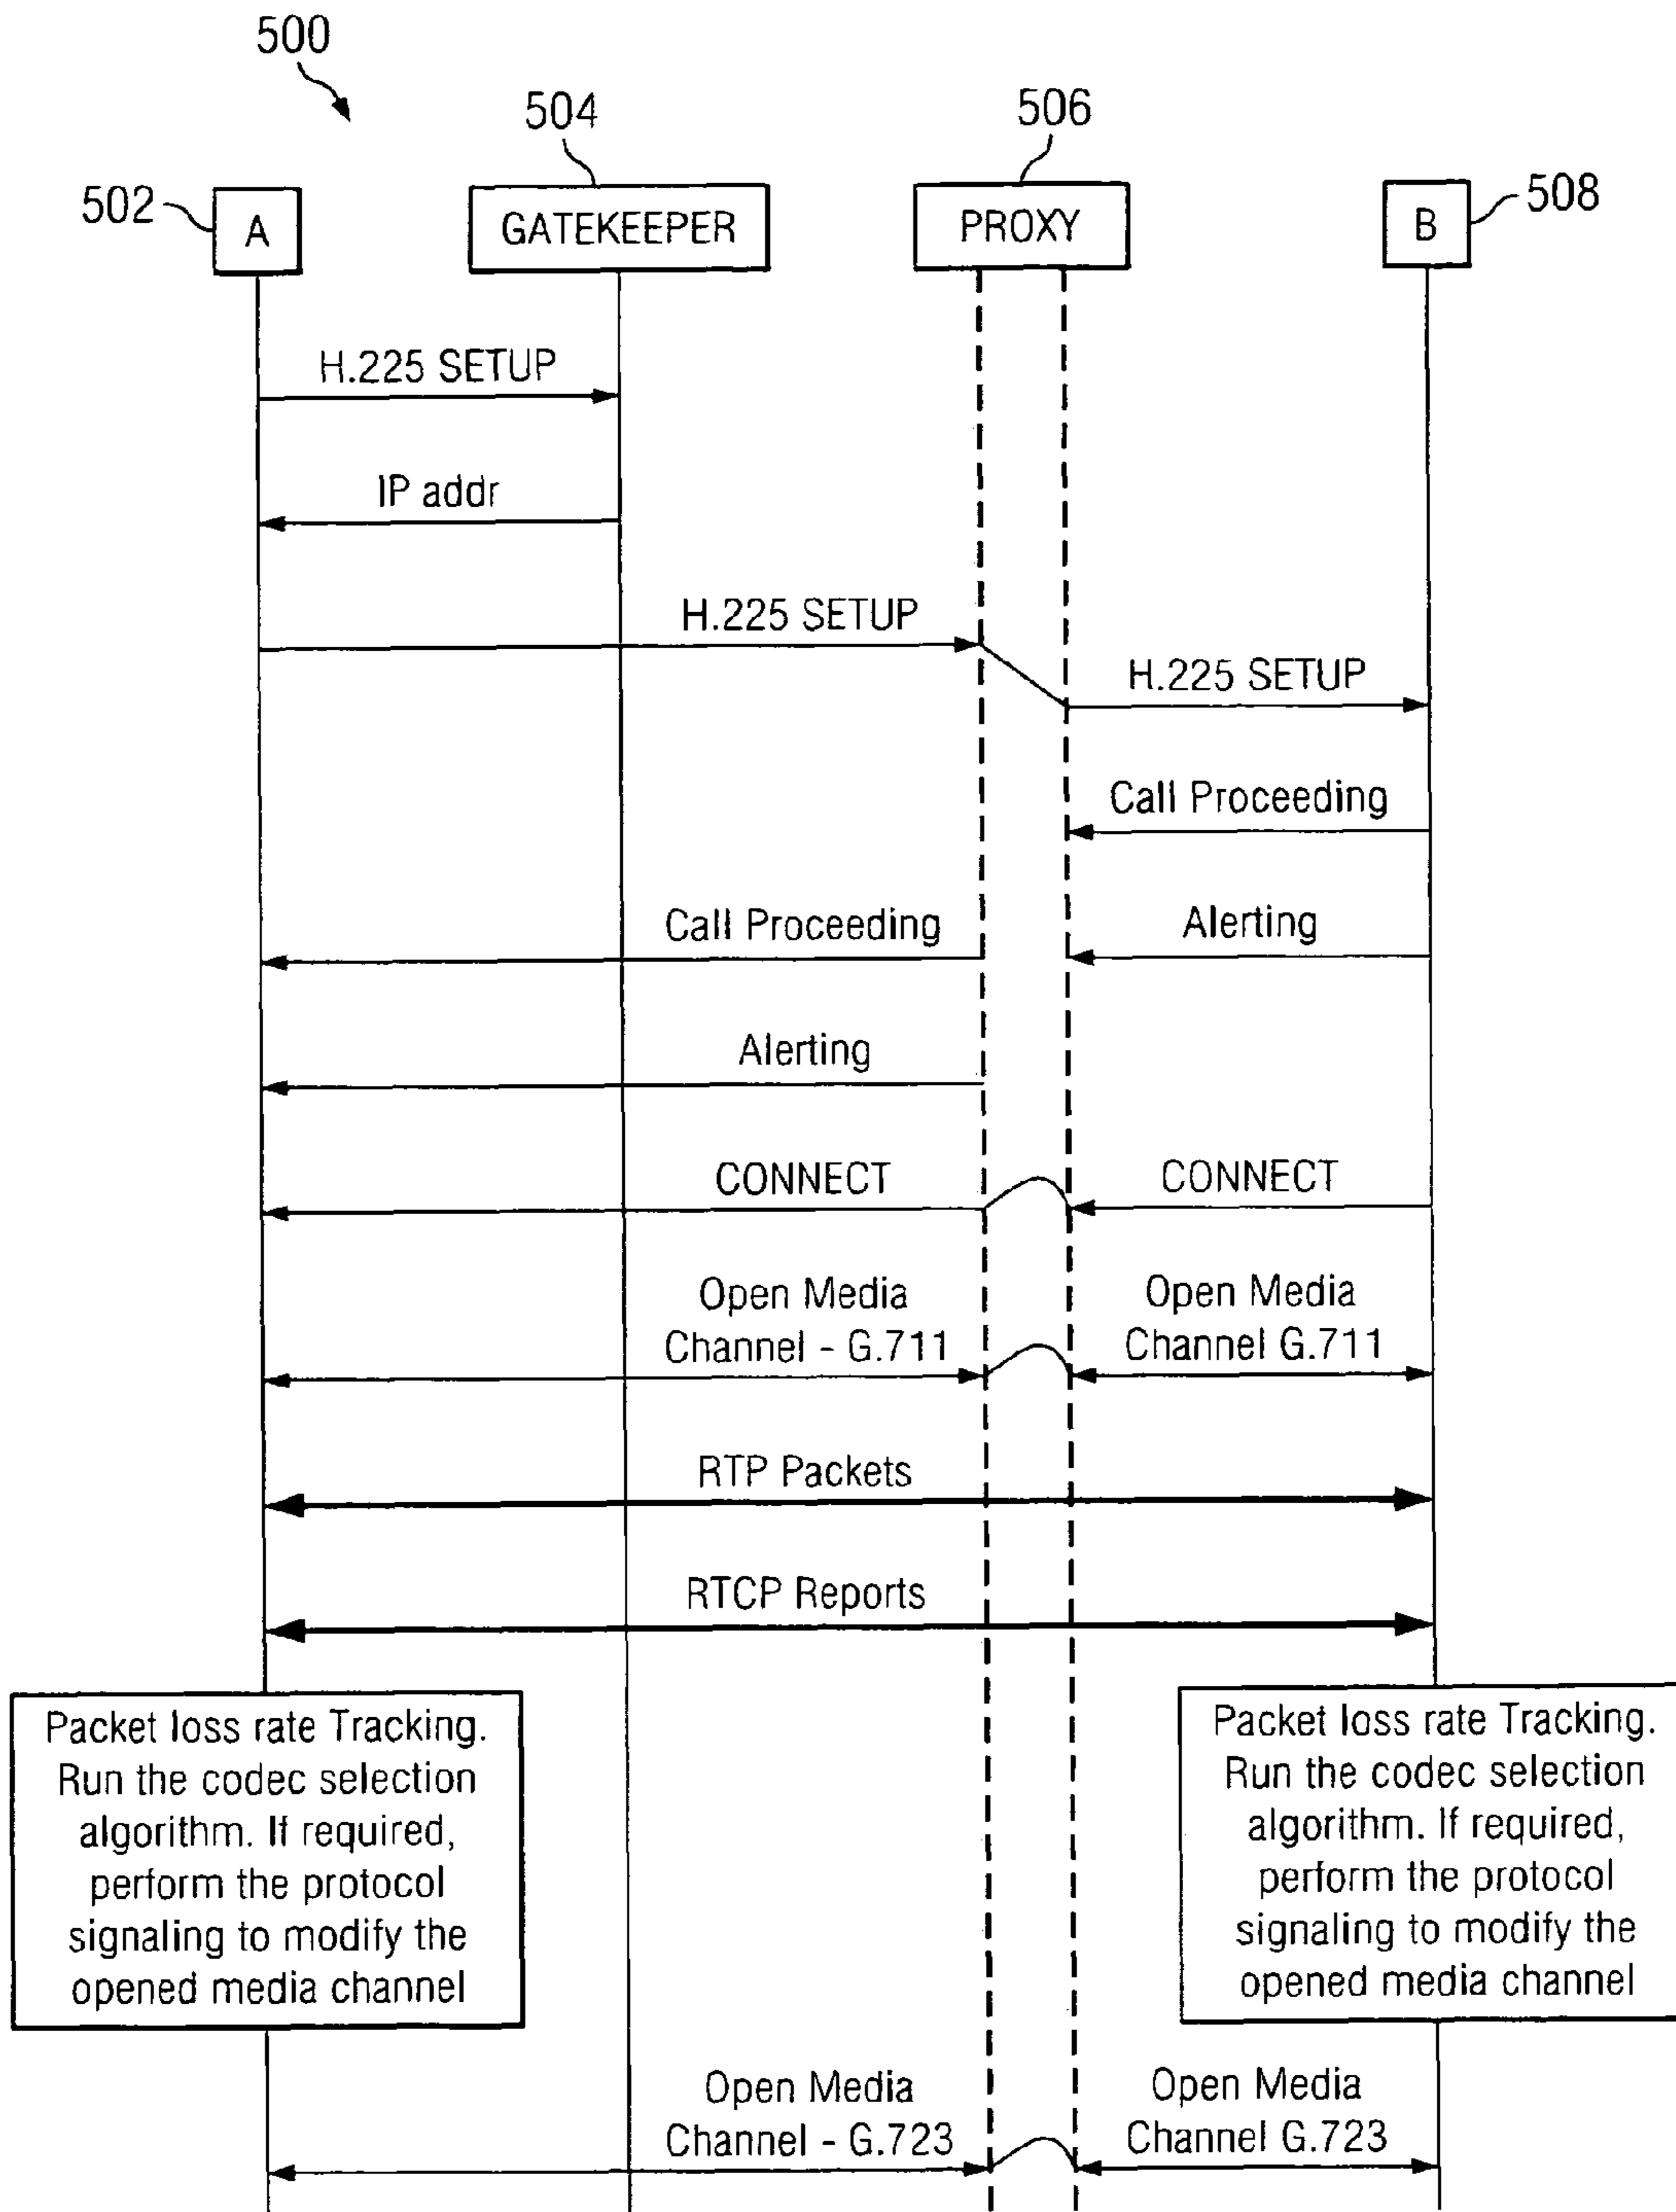 500
504
506
502
A
GATEKEEPER
PROXY
B
508
H.225 SETUP
IP addr
H.225 SETUP
H.225 SETUP
Call Proceeding
Call Proceeding
Alerting
Alerting
CONNECT
CONNECT
Open Media
Channel - G.711
Open Media
Channel G.711
RTP Packets
RTCP Reports
Packet loss rate Tracking.
Run the codec selection
algorithm. If required,
perform the protocol
signaling to modify the
opened media channel
Packet loss rate Tracking.
Run the codec selection
algorithm. If required,
perform the protocol
signaling to modify the
opened media channel
Open Media
Channel - G.723
Open Media
Channel G.723